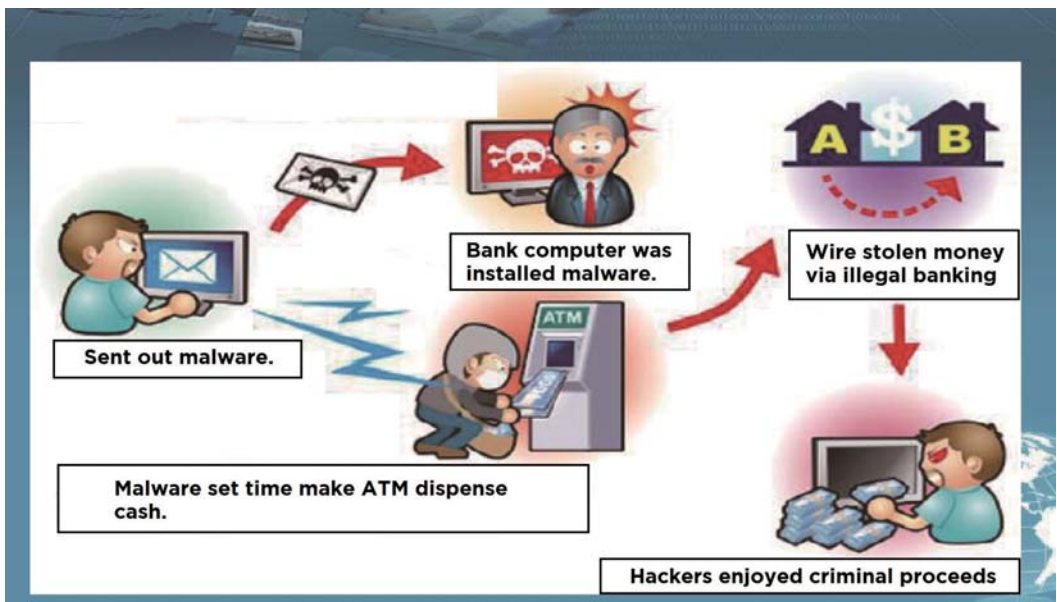 A $ B
Bank computer was
installed malware.
Wire stolen money
via illegal banking
ATM
Sent out malware.
Malware set time make ATM dispense
cash.
Hackers enjoyed criminal proceeds